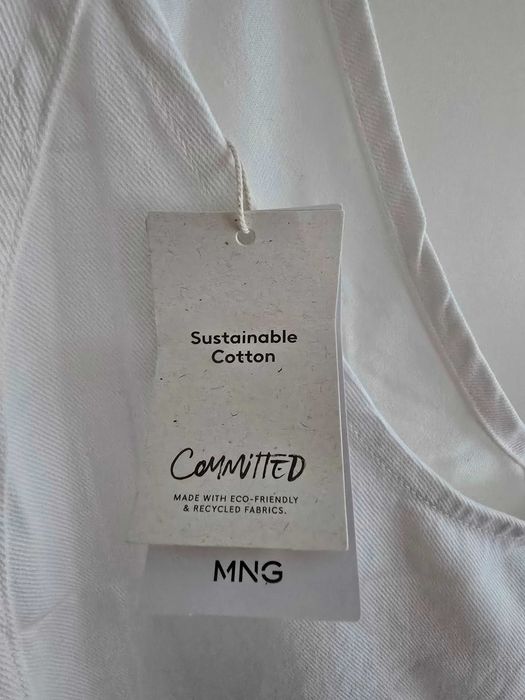 Sustainable
Cotton
COMMITTED
MADE WITH ECO-FRIENDLY
& RECYCLED FABRICS.
MNG